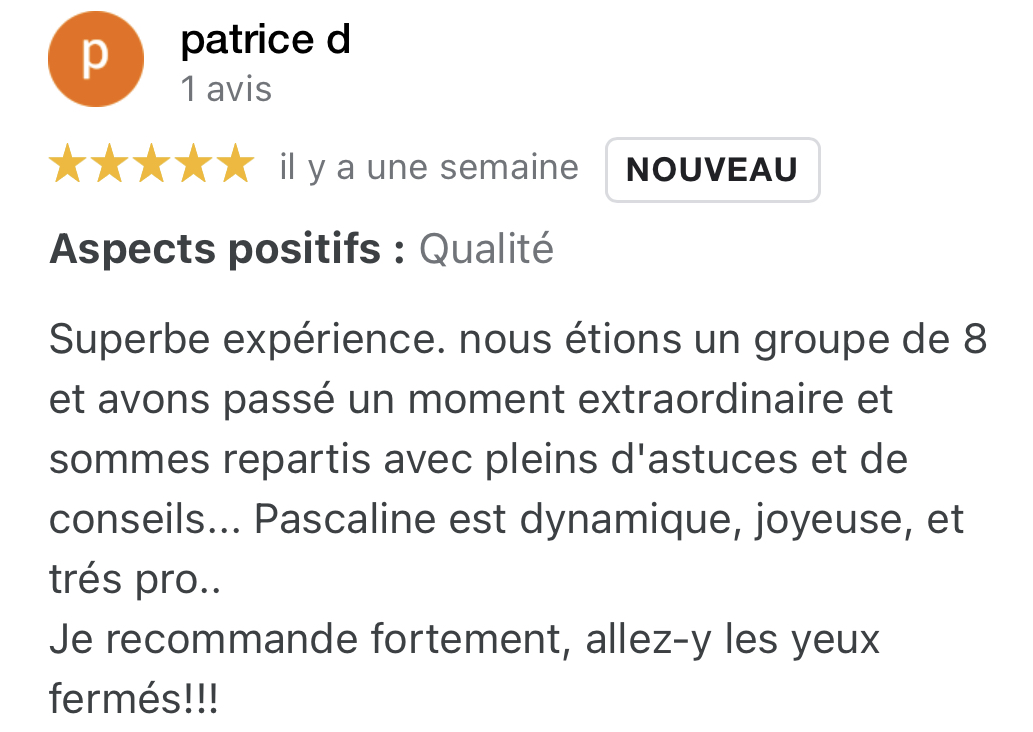 p
patrice d
1 avis
il y a une semaine
NOUVEAU
Aspects positifs : Qualité
Superbe expérience. nous étions un groupe de 8
et avons passé un moment extraordinaire et
sommes repartis avec pleins d'astuces et de
conseils... Pascaline est dynamique, joyeuse, et
trés pro..
Je recommande fortement, allez-y les yeux
fermés!!!